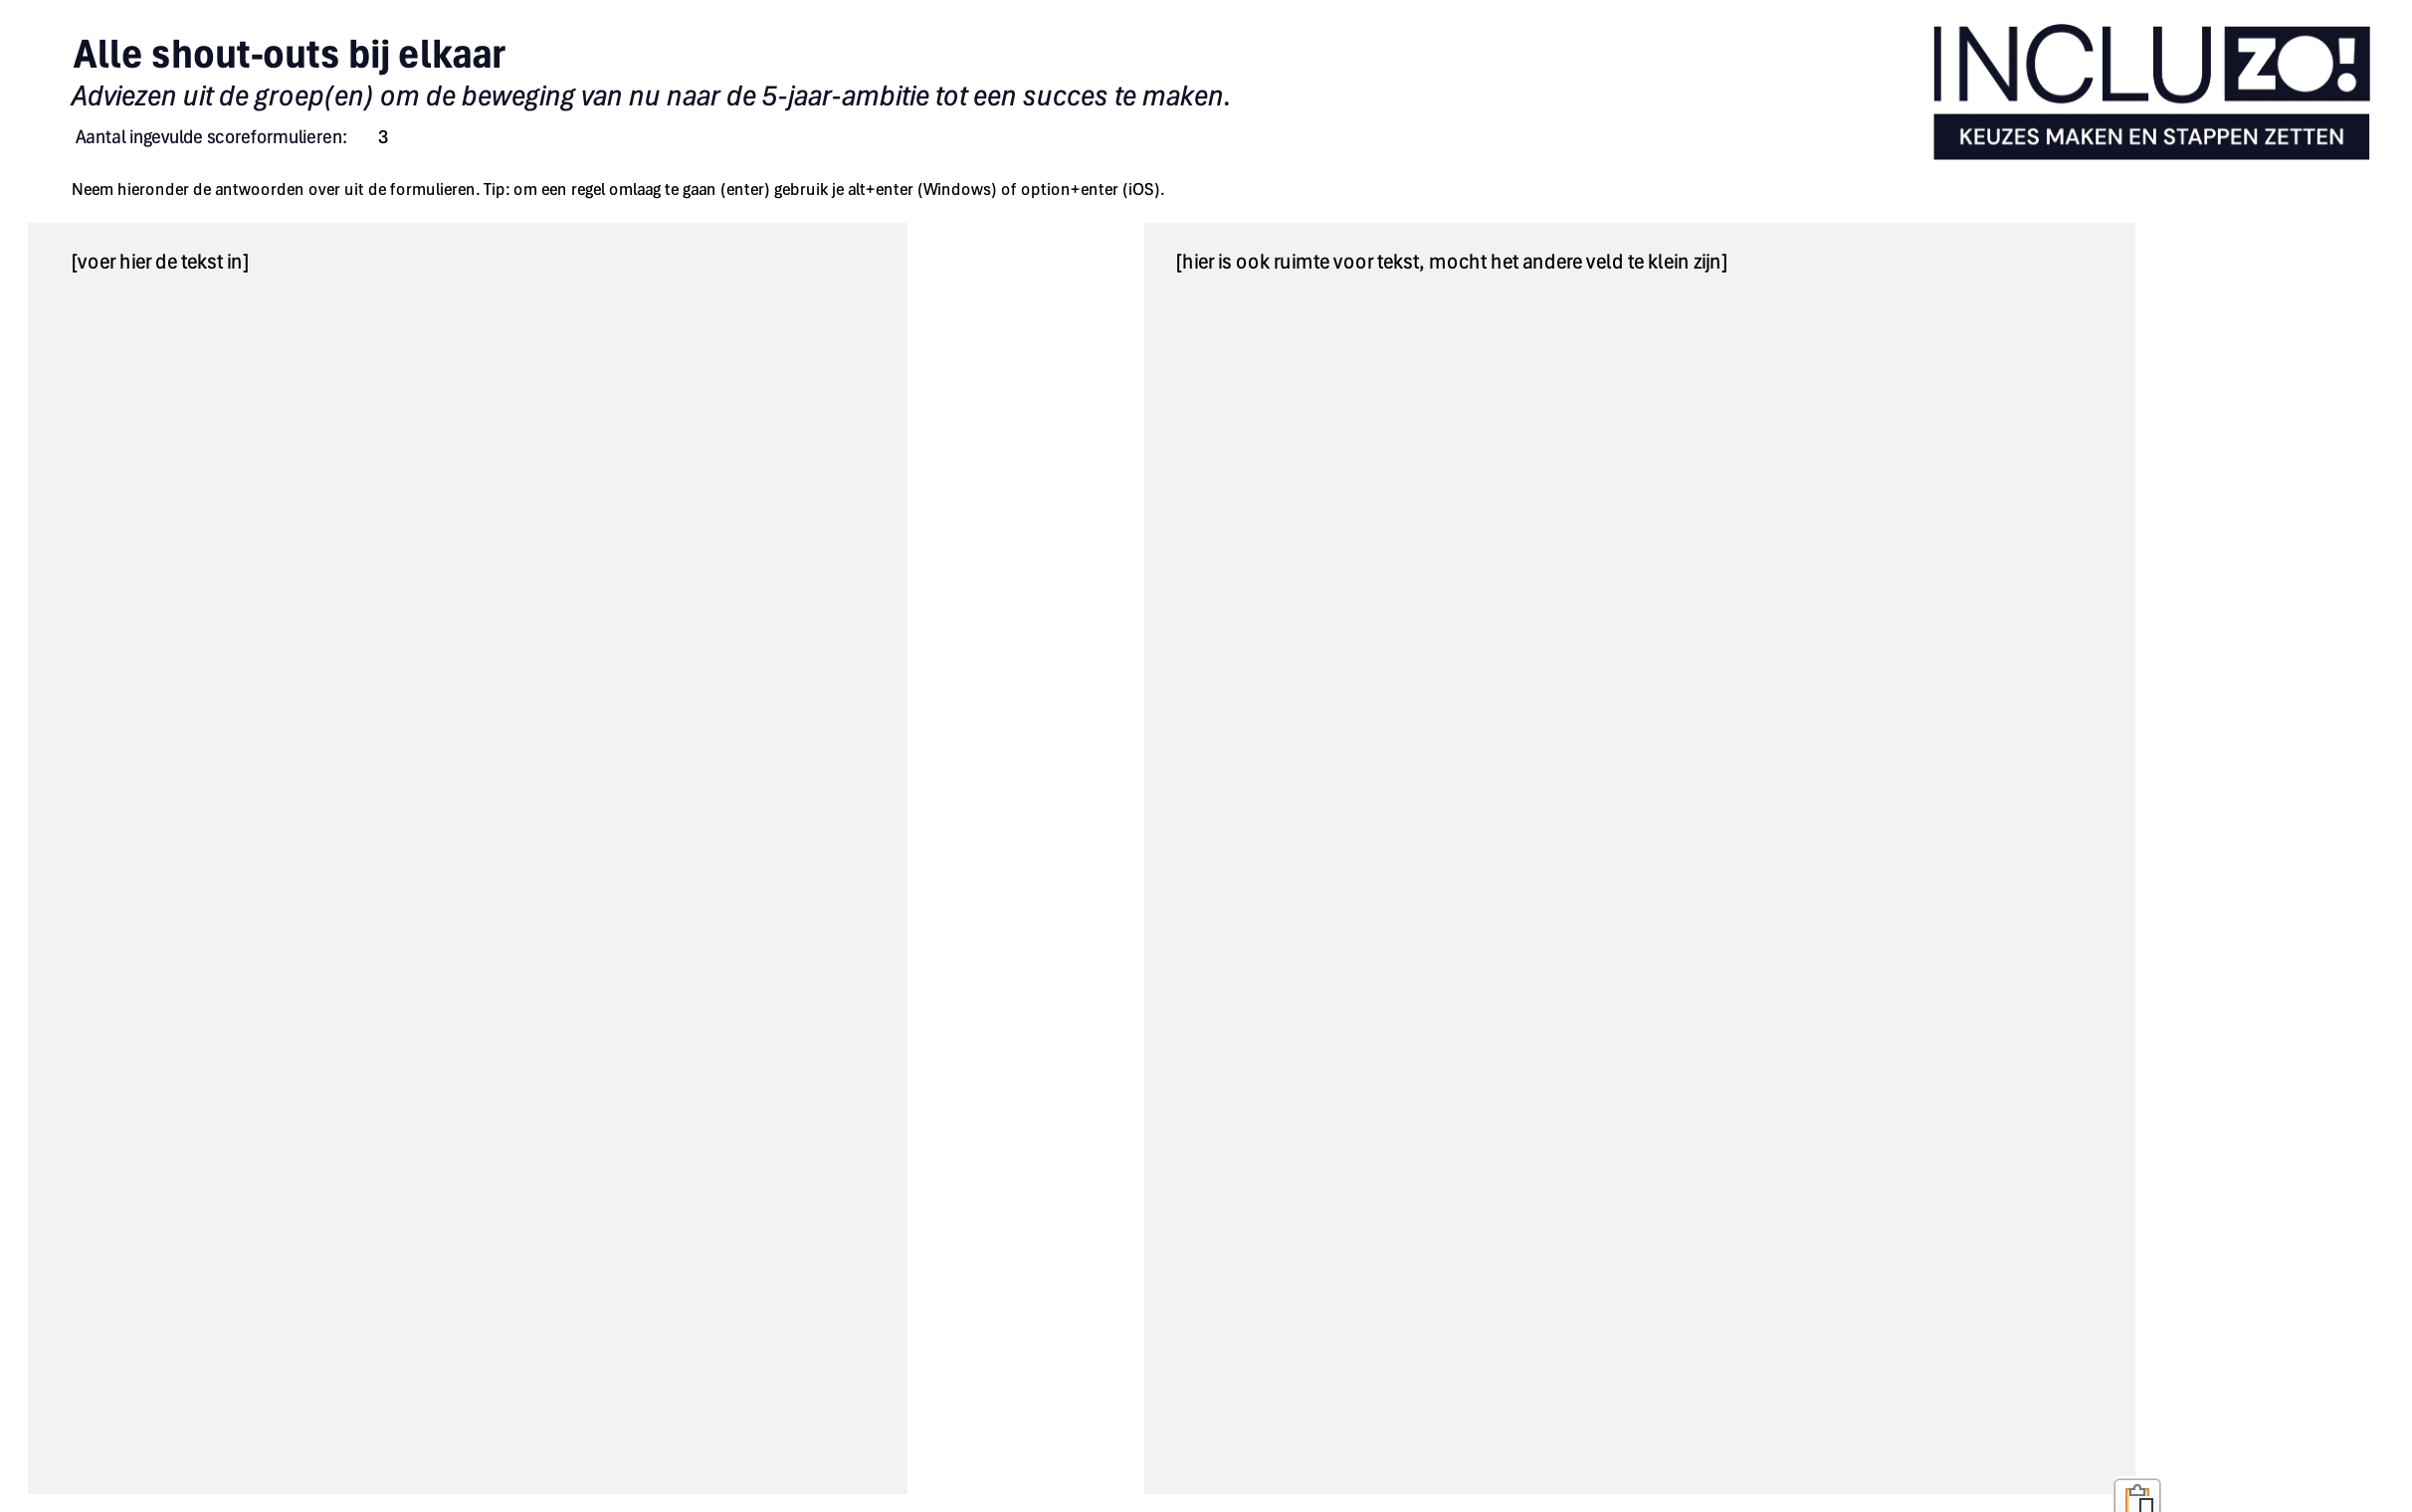 Alle shout-outs bij elkaar
Adviezen uit de groep(en) om de beweging van nu naar de 5-jaar-ambitie tot een succes te maken.
Aantal ingevulde scoreformulieren: 3
INCLUZO!
KEUZES MAKEN EN STAPPEN ZETTEN
Neem hieronder de antwoorden over uit de formulieren. Tip: om een regel omlaag te gaan (enter) gebruik je alt+enter (Windows) of option+enter (iOS).
[voer hier de tekst in]
[hier is ook ruimte voor tekst, mocht het andere veld te klein zijn]